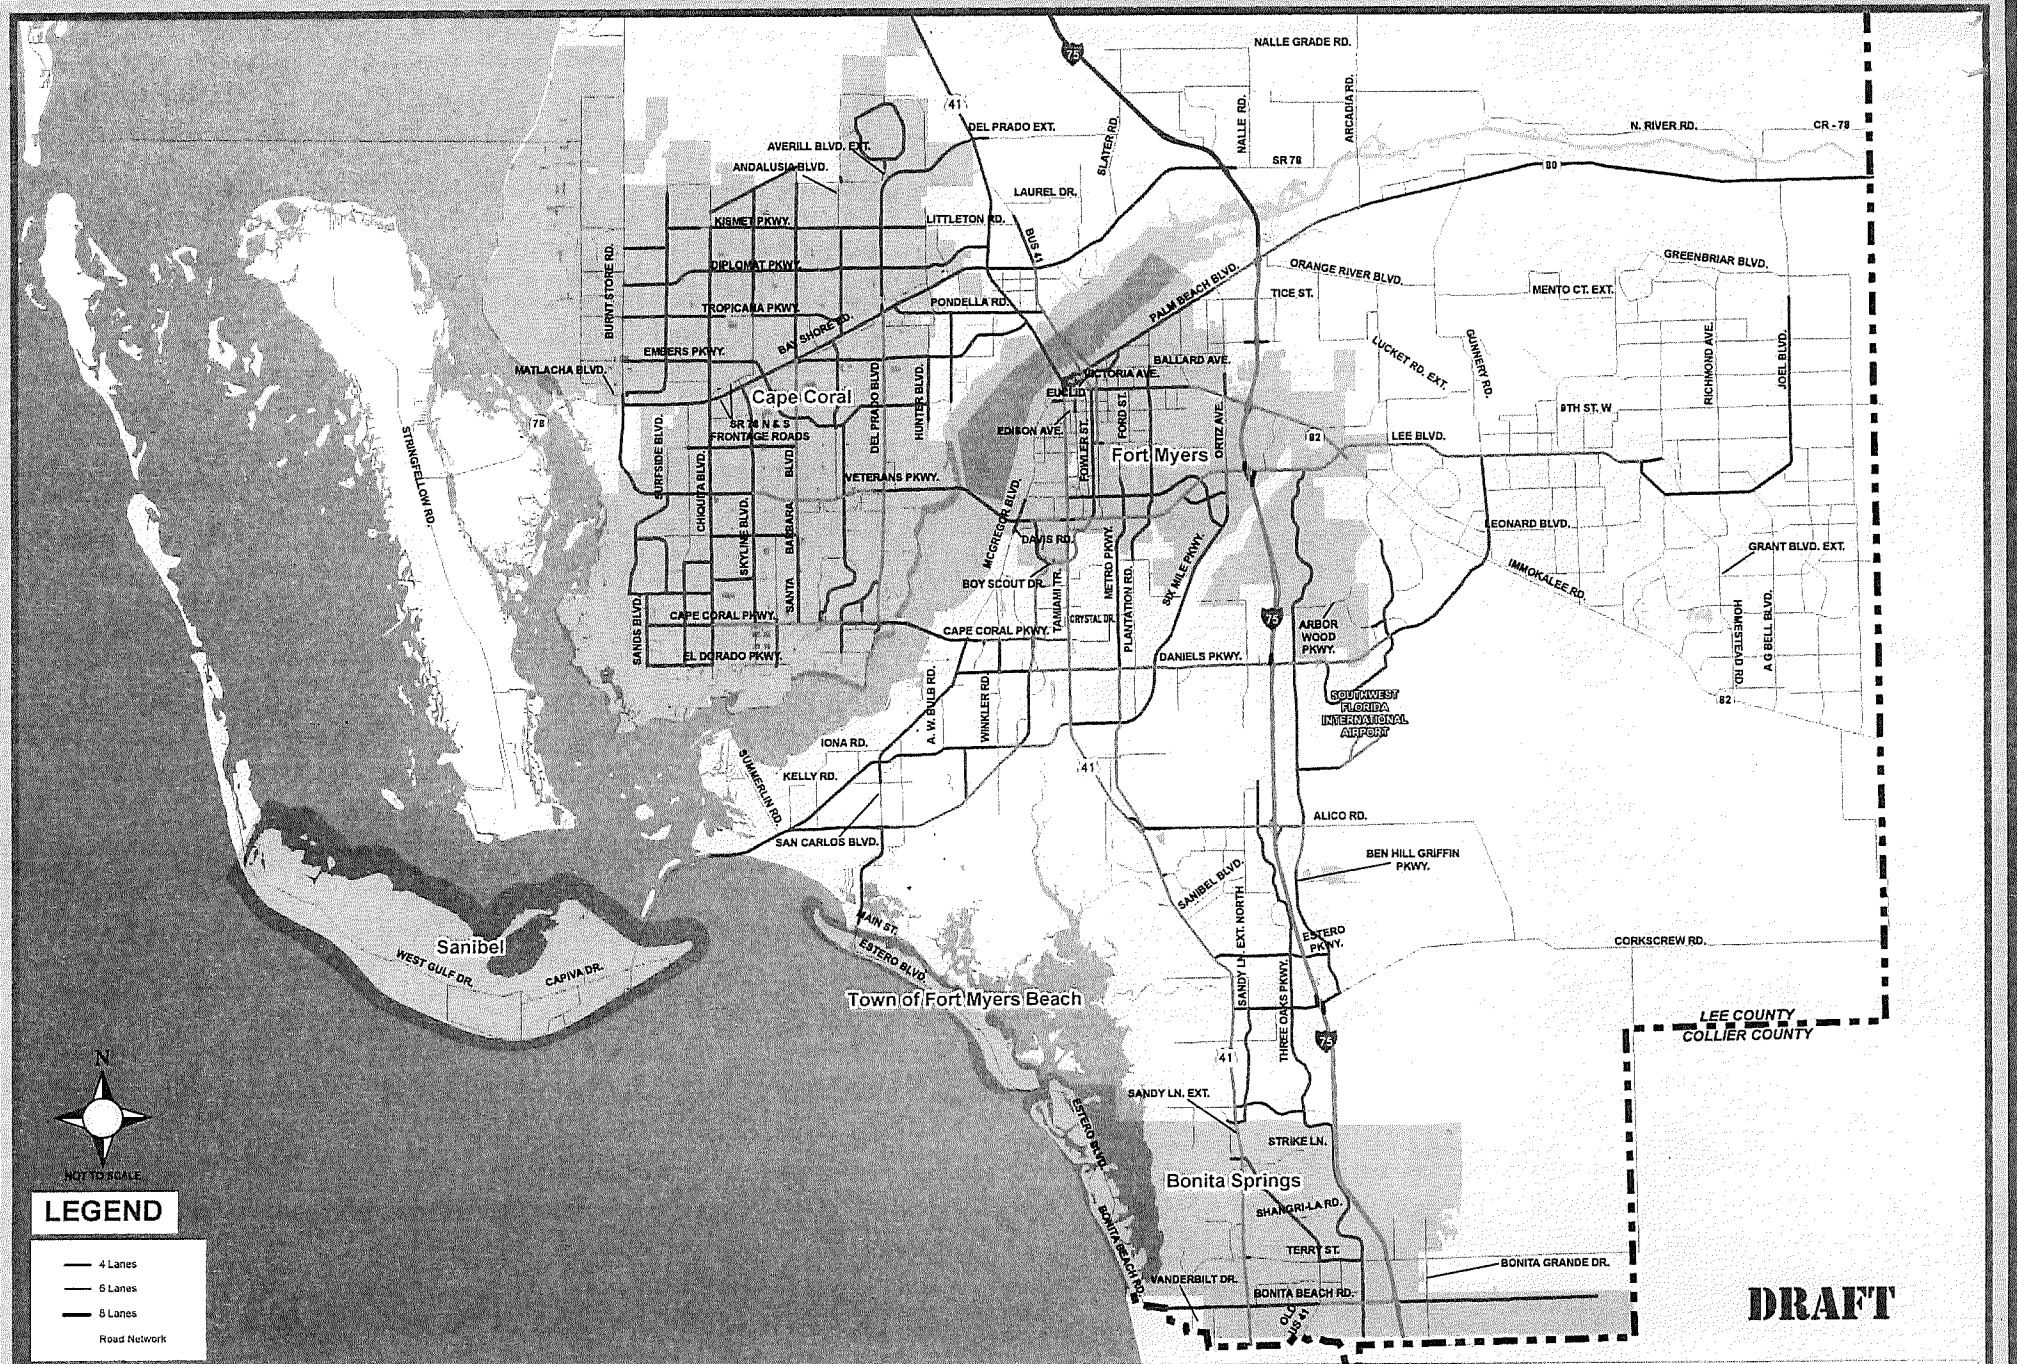 NALLE GRADE RD.
75
ARCADIA RD.
41
DEL PRADO EXT.
SLATER RD.
NALLE RD.
N. RIVER RD.
CR - 78
AVERILL BLVD. EXT.
ANDALUSIA BLVD.
SR 78
80
LAUREL DR.
KISMET PKWY.
LITTLETON RD.
BUS 41
BURNT STORE RD.
DIPLOMAT PKWY.
ORANGE RIVER BLVD.
GREENBRIAR BLVD.
TROPICANA PKWY.
PONDELLA RD.
PALM BEACH BLVD.
TICE ST.
MENTO CT. EXT.
BAY SHORE RD.
EMBERS PKWY.
BALLARD AVE.
LUCKET RD. EXT.
GUNNERY RD.
RICHMOND AVE.
JOEL BLVD.
MATLACHA BLVD.
VICTORIA AVE.
EUCLID
Cape Coral
DEL PRADO BLVD
HUNTER BLVD.
FORD ST.
ORTIZ AVE.
9TH ST. W
78
SR 78 N & S
FRONTAGE ROADS
EDISON AVE.
FOWLER ST.
82
LEE BLVD.
STRINGFELLOW RD.
SURFSIDE BLVD.
CHIQUITA BLVD.
Fort Myers
VETERANS PKWY.
SKYLINE BLVD.
SANTA BARBARA BLVD.
MCGREGOR BLVD.
DAVIS RD.
METRO PKWY.
LEONARD BLVD.
GRANT BLVD. EXT.
BOY SCOUT DR.
TAMIAMI TR.
PLANTATION RD.
SIX MILE PKWY.
IMMOKALEE RD.
SANDS BLVD.
CAPE CORAL PKWY.
CAPE CORAL PKWY.
CRYSTAL DR.
75
ARBOR
WOOD
PKWY.
HOMESTEAD RD.
A G BELL BLVD.
EL DORADO PKWY.
DANIELS PKWY.
A. W. BULB RD.
WINKLER RD.
SOUTHWEST
FLORIDA
INTERNATIONAL
AIRPORT
82
IONA RD.
SUMMERLIN RD.
KELLY RD.
41
SAN CARLOS BLVD.
ALICO RD.
BEN HILL GRIFFIN
PKWY.
SANIBEL BLVD.
SANDY LN. EXT. NORTH
Sanibel
WEST GULF DR.
CAPIVA DR.
MAIN ST.
ESTERO BLVD.
ESTERO
PKWY.
CORKSCREW RD.
Town of Fort Myers Beach
THREE OAKS PKWY.
LEE COUNTY
COLLIER COUNTY
41
75
N
NOT TO SCALE
SANDY LN. EXT.
ESTERO BLVD.
STRIKE LN.
Bonita Springs
SHANGRI-LA RD.
BONITA BEACH RD.
TERRY ST.
BONITA GRANDE DR.
VANDERBILT DR.
BONITA BEACH RD.
OLD
US 41
LEGEND
4 Lanes
6 Lanes
8 Lanes
Road Network
DRAFT